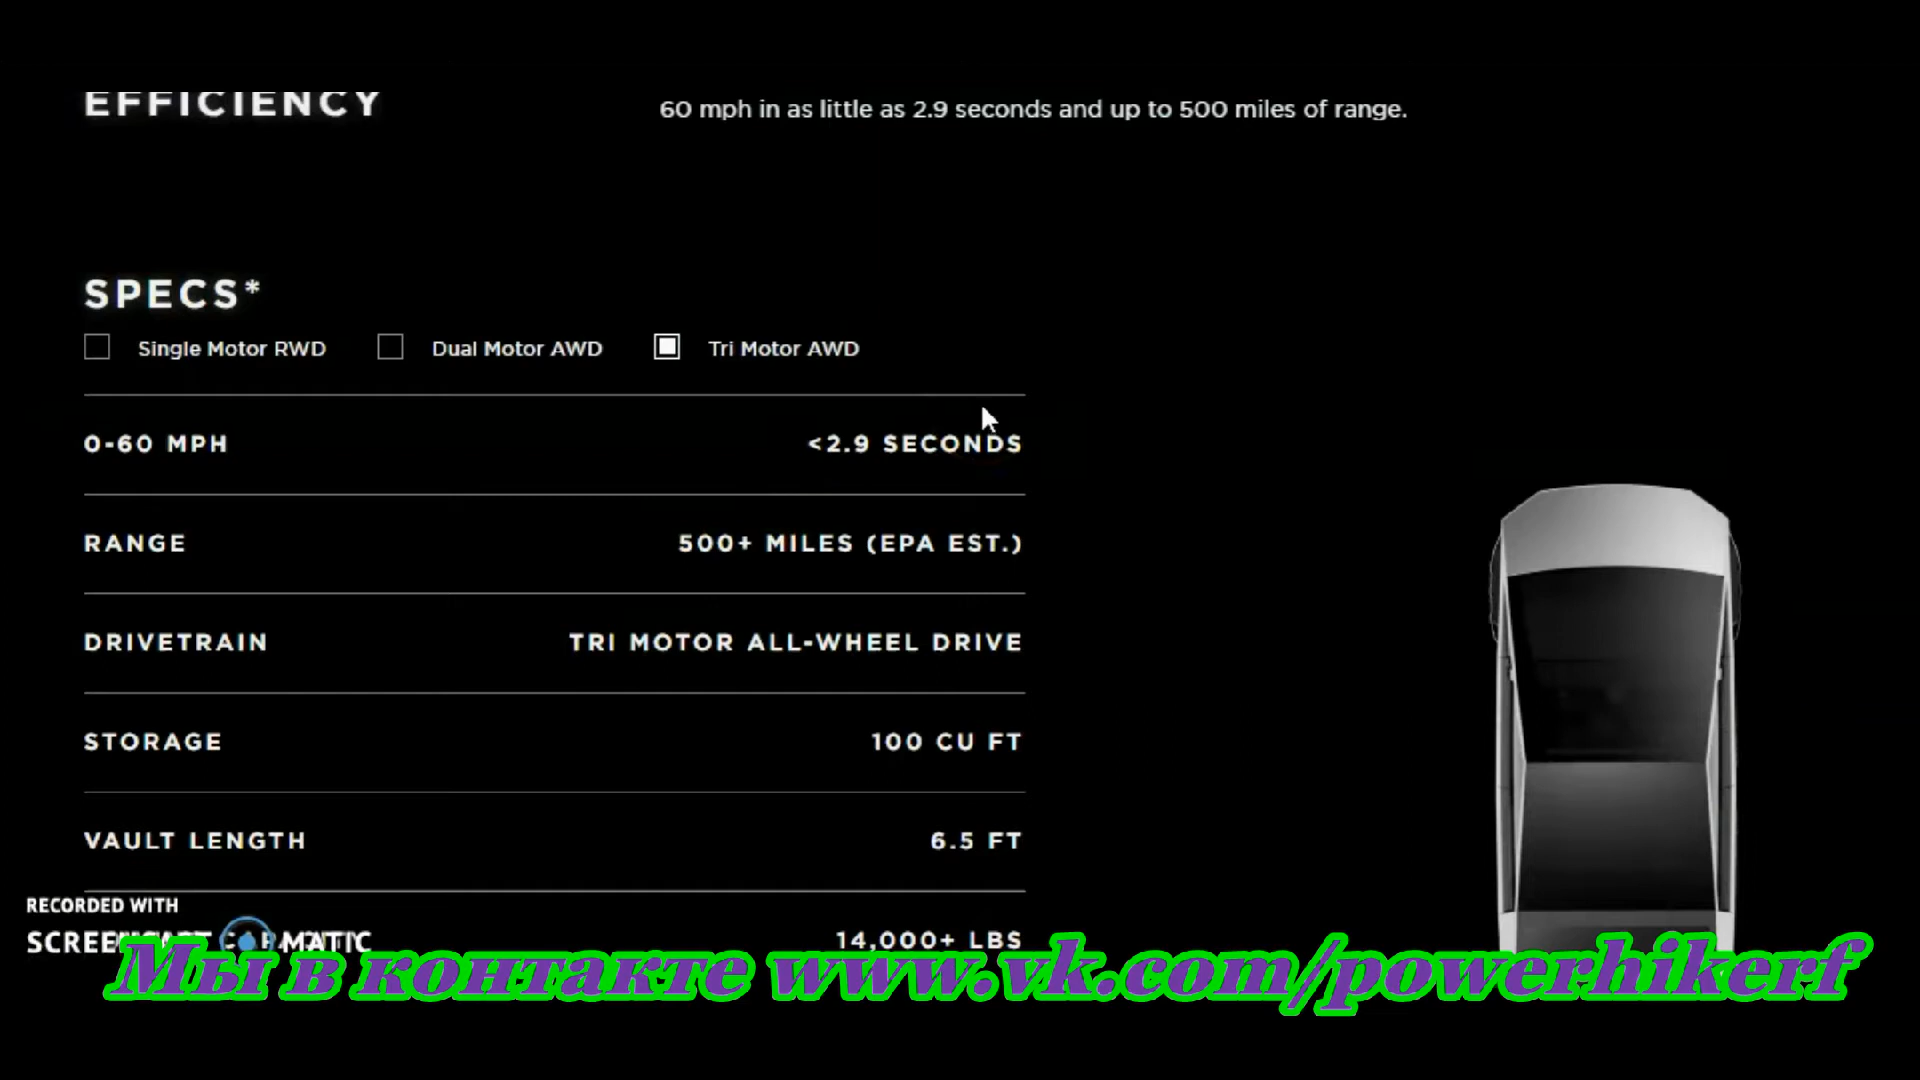 EFFICIENCY
60 mph in as little as 2.9 seconds and up to 500 miles of range.
SPECS*
Single Motor RWD Dual Motor AWD Tri Motor AWD
0-60 MPH <2.9 SECONDS
RANGE 500+ MILES (EPA EST.)
DRIVETRAIN TRI MOTOR ALL-WHEEL DRIVE
STORAGE 100 CU FT
VAULT LENGTH 6.5 FT
14,000+ LBS
RECORDED WITH
SCREENCAST MATIC
Мы в контакте www.vk.com/powerhikerf